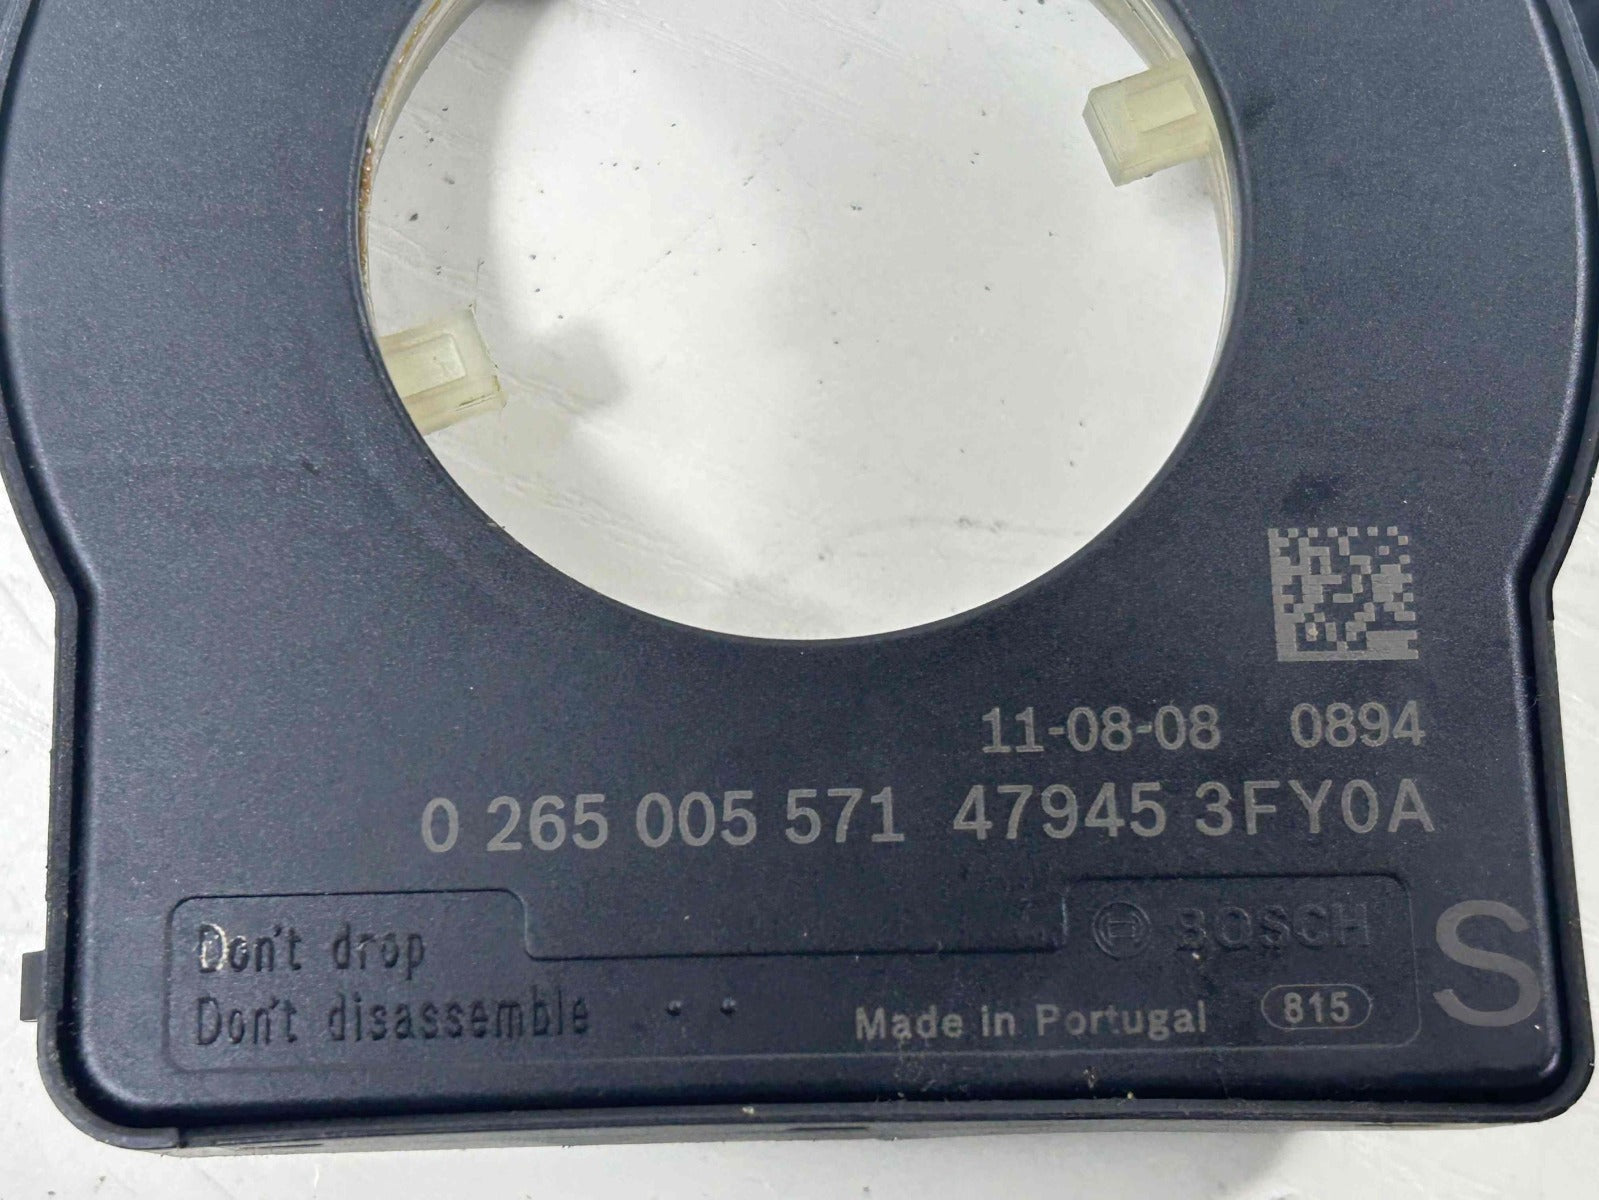 11-08-08 0894
0 265 005 571 47945 3FY0A
Don't drop
Don't disassemble
BOSCH
Made in Portugal 815
S